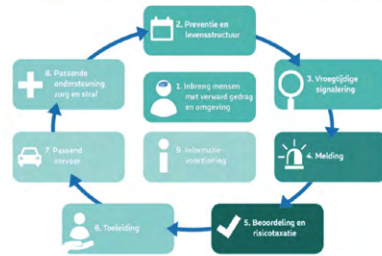 2. Preventie en
levensstructuur
8. Passende
ondersteuning,
zorg en straf
1. Inbreng mensen
met verward gedrag
en omgeving
3. Vroegtijdige
signalering
7. Passend
vervoer
9. Informatie-
voorziening
4. Melding
6. Toeleiding
5. Beoordeling en
risicotaxatie